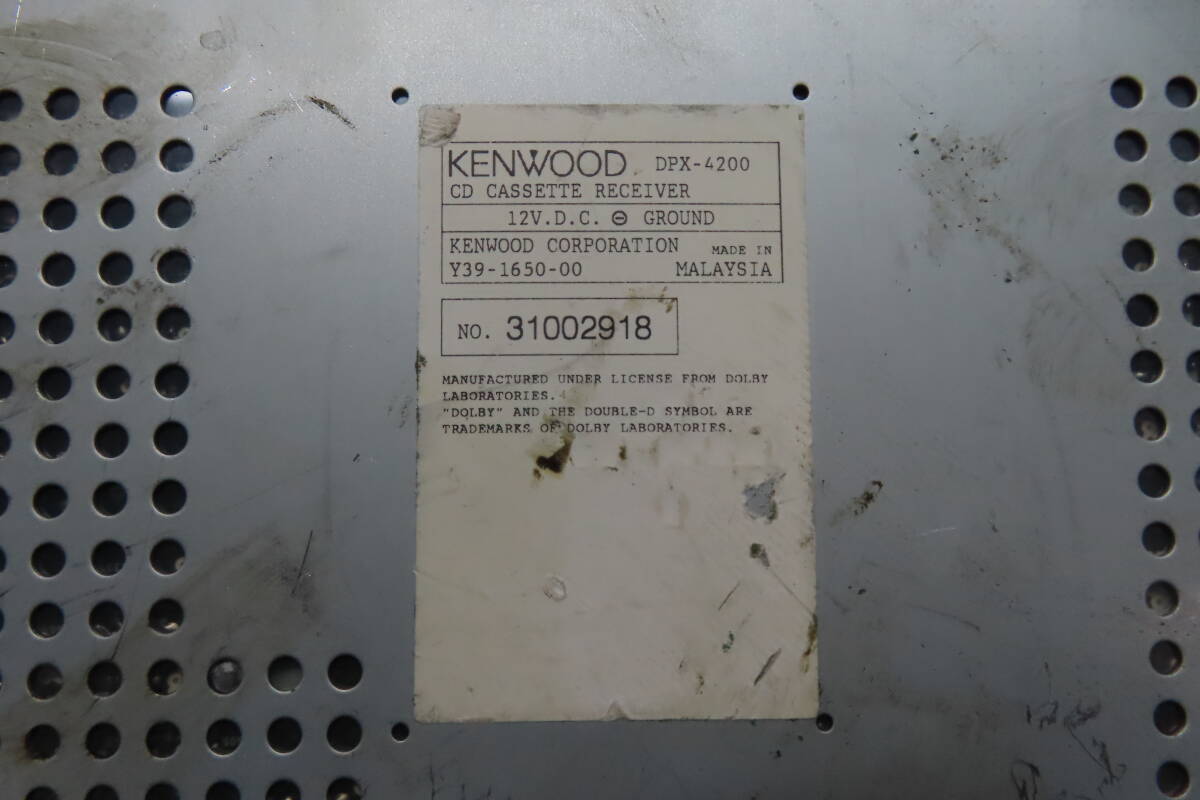 KENWOOD DPX-4200
CD CASSETTE RECEIVER
12V.D.C. ⊖ GROUND
KENWOOD CORPORATION MADE IN
Y39-1650-00 MALAYSIA
NO. 31002918
MANUFACTURED UNDER LICENSE FROM DOLBY
LABORATORIES.
"DOLBY" AND THE DOUBLE-D SYMBOL ARE
TRADEMARKS OF DOLBY LABORATORIES.